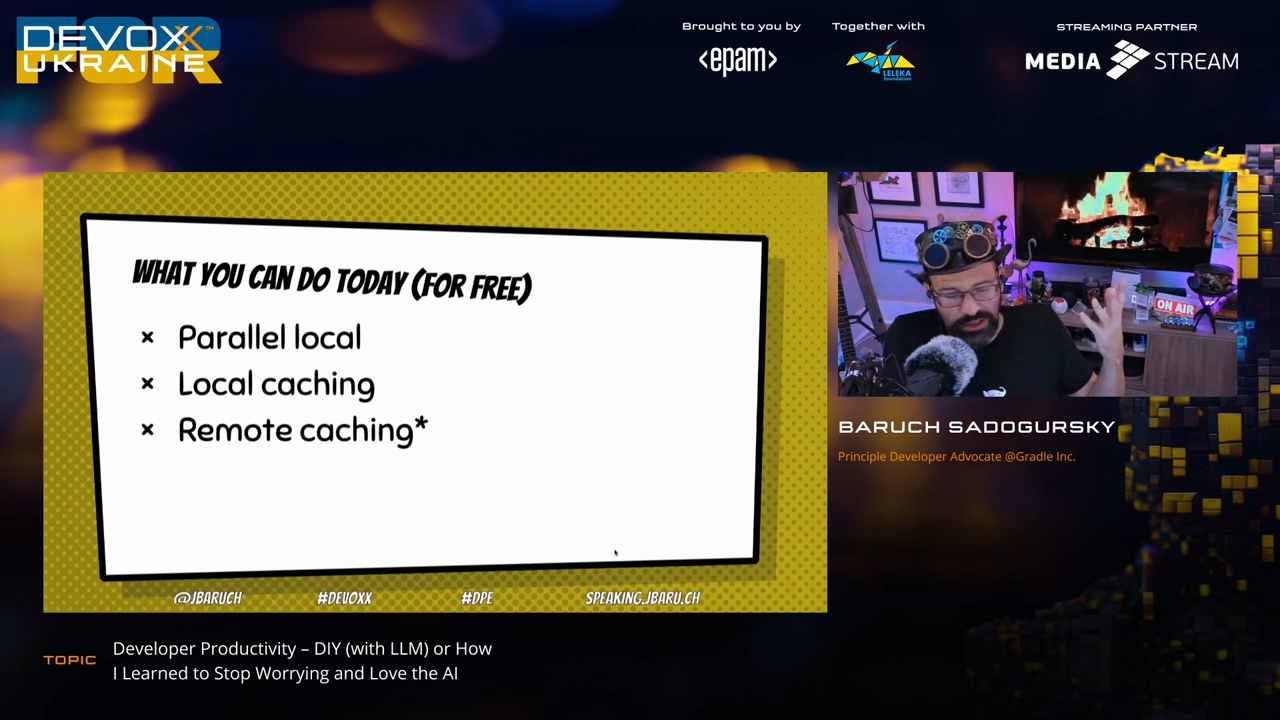 DEVOXX™
UKRAINE
FOR
Brought to you by
<epam>
Together with
LELEKA
foundation
STREAMING PARTNER
MEDIA STREAM
WHAT YOU CAN DO TODAY (FOR FREE)
× Parallel local
× Local caching
× Remote caching*
@JBARUCH
#DEVOXX
#DPE
SPEAKING.JBARU.CH
ON AIR
BARUCH SADOGURSKY
Principle Developer Advocate @Gradle Inc.
TOPIC
Developer Productivity – DIY (with LLM) or How
I Learned to Stop Worrying and Love the AI